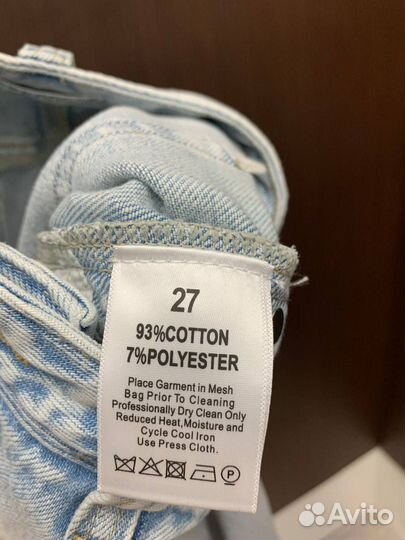 27
93%COTTON
7%POLYESTER
Place Garment in Mesh
Bag Prior To Cleaning
Professionally Dry Clean Only
Reduced Heat,Moisture and
Cycle Cool Iron
Use Press Cloth.
P
Avito